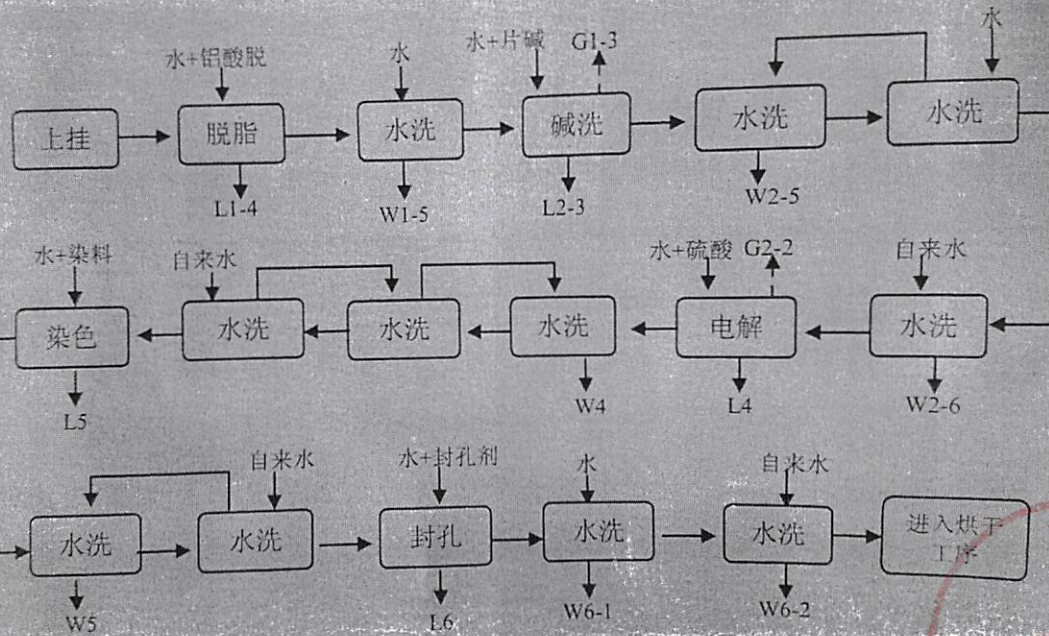 水
水+铝酸脱
水
水+片碱
G1-3
上挂
脱脂
水洗
碱洗
水洗
水洗
L1-4
W1-5
L2-3
W2-5
水+染料
自来水
水+硫酸
G2-2
自来水
染色
水洗
水洗
水洗
电解
水洗
L5
W4
L4
W2-6
自来水
水+封孔剂
水
自来水
水洗
水洗
封孔
水洗
水洗
进入烘干
工序
W5
L6
W6-1
W6-2